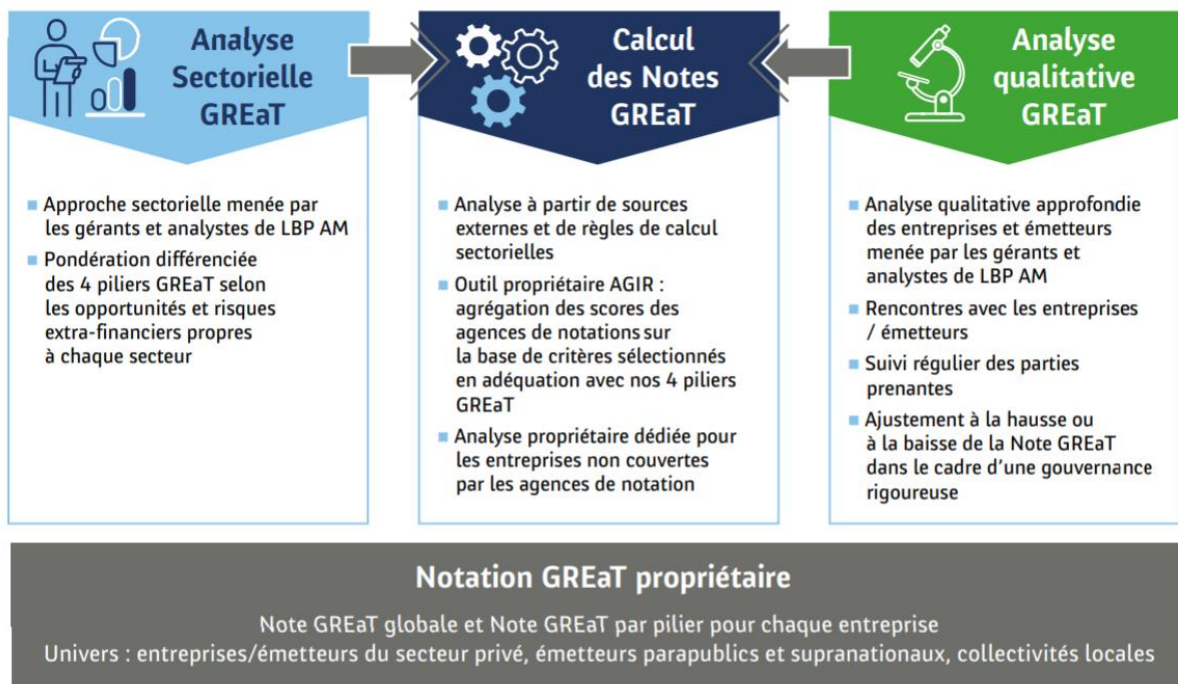 Analyse
Sectorielle
GREaT
Approche sectorielle menée par
les gérants et analystes de LBP AM
Pondération différenciée
des 4 piliers GREaT selon
les opportunités et risques
extra-financiers propres
à chaque secteur
Calcul
des Notes
GREaT
Analyse à partir de sources
externes et de règles de calcul
sectorielles
Outil propriétaire AGIR :
agrégation des scores des
agences de notations sur
la base de critères sélectionnés
en adéquation avec nos 4 piliers
GREaT
Analyse propriétaire dédiée pour
les entreprises non couvertes
par les agences de notation
Analyse
qualitative
GREaT
Analyse qualitative approfondie
des entreprises et émetteurs
menée par les gérants et
analystes de LBP AM
Rencontres avec les entreprises
/ émetteurs
Suivi régulier des parties
prenantes
Ajustement à la hausse ou
à la baisse de la Note GREaT
dans le cadre d'une gouvernance
rigoureuse
Notation GREaT propriétaire
Note GREaT globale et Note GREaT par pilier pour chaque entreprise
Univers : entreprises/émetteurs du secteur privé, émetteurs parapublics et supranationaux, collectivités locales